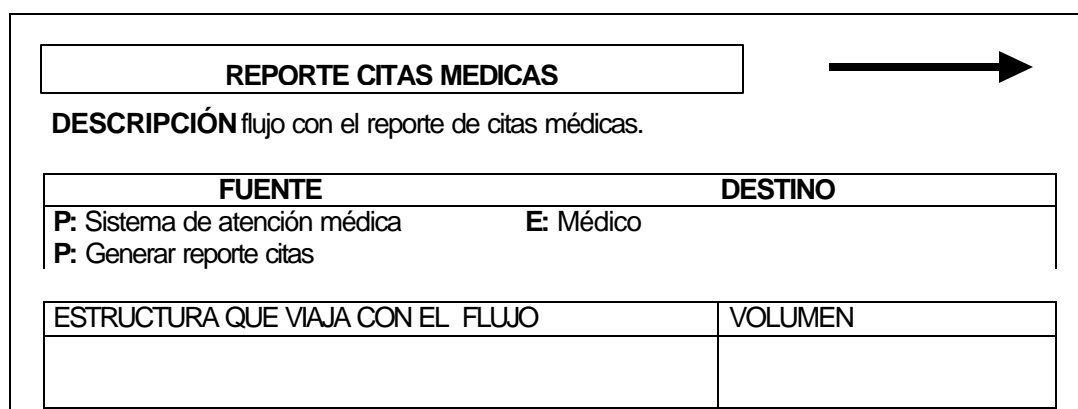 REPORTE CITAS MEDICAS
DESCRIPCIÓN flujo con el reporte de citas médicas.
FUENTE DESTINO
P: Sistema de atención médica E: Médico
P: Generar reporte citas
ESTRUCTURA QUE VIAJA CON EL FLUJO VOLUMEN